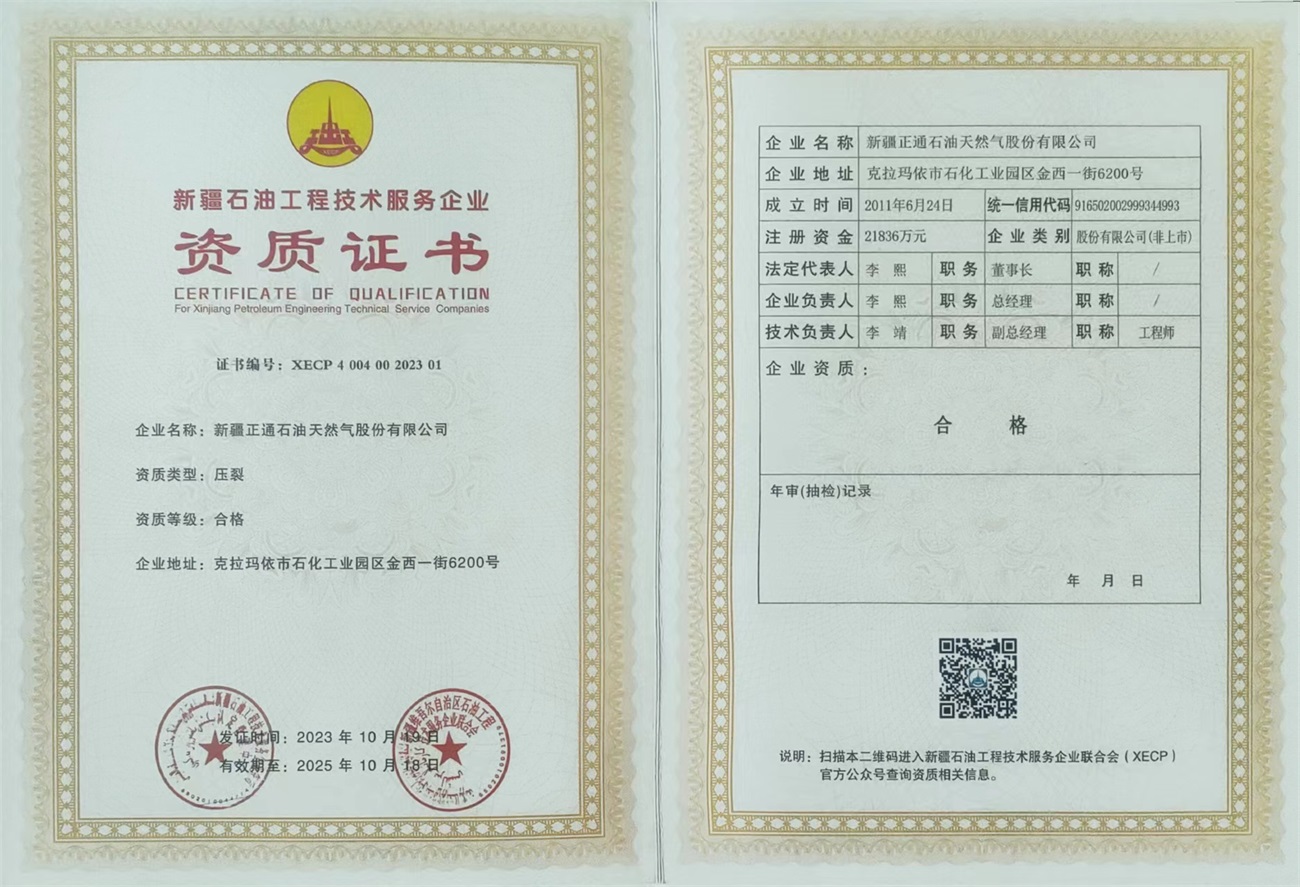 新疆石油工程技术服务企业
资质证书
CERTIFICATE OF QUALIFICATION
For Xinjiang Petroleum Engineering Technical Service Companies
证书编号：XECP 4 004 00 2023 01
企业名称：新疆正通石油天然气股份有限公司
资质类型：压裂
资质等级：合格
企业地址：克拉玛依市石化工业园区金西一街6200号
发证时间：2023 年 10 月 19 日
有效期至：2025 年 10 月 18 日
企业名称 新疆正通石油天然气股份有限公司
企业地址 克拉玛依市石化工业园区金西一街6200号
成立时间 2011年6月24日 统一信用代码 916502002999344993
注册资金 21836万元 企业类别 股份有限公司(非上市)
法定代表人 李 熙 职务 董事长 职称 /
企业负责人 李 熙 职务 总经理 职称 /
技术负责人 李 靖 职务 副总经理 职称 工程师
企业资质：
合 格
年审(抽检)记录
年 月 日
说明：扫描本二维码进入新疆石油工程技术服务企业联合会（XECP）
官方公众号查询资质相关信息。